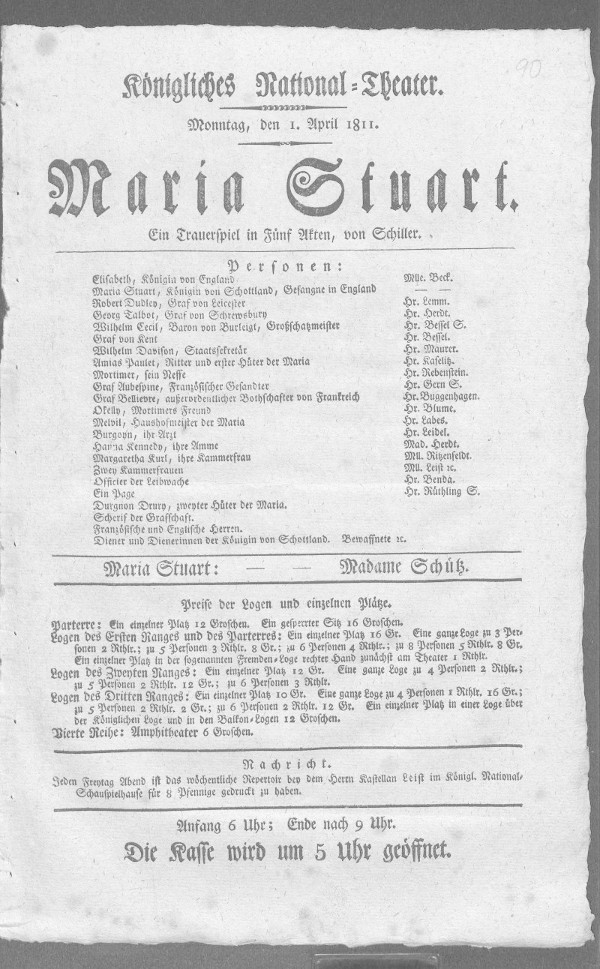 90
Königliches National-Theater.
Monntag, den 1. April 1811.
Maria Stuart.
Ein Trauerspiel in Fünf Akten, von Schiller.
Personen:
Elisabeth, Königin von England Mlle. Beck.
Maria Stuart, Königin von Schottland, Gefangne in England — —
Robert Dudley, Graf von Leicester Hr. Lemm.
Georg Talbot, Graf von Schrewsbury Hr. Herdt.
Wilhelm Cecil, Baron von Burleigt, Großschatzmeister Hr. Bessel S.
Graf von Kent Hr. Bessel.
Wilhelm Davison, Staatssekretär Hr. Maurer.
Amias Paulet, Ritter und erster Hüter der Maria Hr. Kaselitz.
Mortimer, sein Neffe Hr. Rebenstein.
Graf Aubespine, Französischer Gesandter Hr. Gern S.
Graf Bellievre, außerordentlicher Bothschafter von Frankreich Hr. Buggenhagen.
Okelly, Mortimers Freund Hr. Blume.
Melvil, Haushofmeister der Maria Hr. Labes.
Burgoyn, ihr Arzt Hr. Leidel.
Hanna Kennedy, ihre Amme Mad. Herdt.
Margaretha Kurl, ihre Kammerfrau Mll. Ritzenfeldt.
Zwey Kammerfrauen Mll. Leist ꝛc.
Officier der Leibwache Hr. Benda.
Ein Page Hr. Rüthling S.
Durgnon Drury, zweyter Hüter der Maria.
Scherif der Grafschaft.
Französische und Englische Herren.
Diener und Dienerinnen der Königin von Schottland. Bewaffnete ꝛc.
Maria Stuart: — — Madame Schütz.
Preise der Logen und einzelnen Plätze.
Parterre: Ein einzelner Platz 12 Groschen. Ein gesperrter Sitz 16 Groschen.
Logen des Ersten Ranges und des Parterres: Ein einzelner Platz 16 Gr. Eine ganze Loge zu 3 Per-
sonen 2 Rthlr.; zu 5 Personen 3 Rthlr. 8 Gr.; zu 6 Personen 4 Rthlr.; zu 8 Personen 5 Rthlr. 8 Gr.
Ein einzelner Platz in der sogenannten Fremden-Loge rechter Hand zunächst am Theater 1 Rthlr.
Logen des Zweyten Ranges: Ein einzelner Platz 12 Gr. Eine ganze Loge zu 4 Personen 2 Rthlr.;
zu 5 Personen 2 Rthlr. 12 Gr.; zu 6 Personen 3 Rthlr.
Logen des Dritten Ranges: Ein einzelner Platz 10 Gr. Eine ganze Loge zu 4 Personen 1 Rthlr. 16 Gr.;
zu 5 Personen 2 Rthlr. 2 Gr.; zu 6 Personen 2 Rthlr. 12 Gr. Ein einzelner Platz in einer Loge über
der Königlichen Loge und in den Balkon-Logen 12 Groschen.
Vierte Reihe: Amphitheater 6 Groschen.
Nachricht.
Jeden Freytag Abend ist das wöchentliche Repertoir bey dem Herrn Kastellan Leist im Königl. National-
Schauspielhause für 8 Pfennige gedruckt zu haben.
Anfang 6 Uhr; Ende nach 9 Uhr.
Die Kasse wird um 5 Uhr geöffnet.